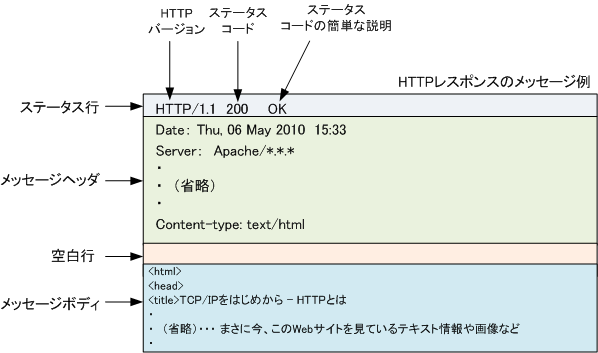 HTTP
バージョン
ステータス
コード
ステータス
コードの簡単な説明
HTTPレスポンスのメッセージ例
ステータス行
HTTP/1.1 200 OK
Date: Thu, 06 May 2010 15:33
Server: Apache/*.*.*
・
メッセージヘッダ
・ （省略）
・
Content-type: text/html
空白行
<html>
<head>
メッセージボディ
<title>TCP/IPをはじめから - HTTPとは
・
・ （省略）・・・ まさに今、このWebサイトを見ているテキスト情報や画像など
・